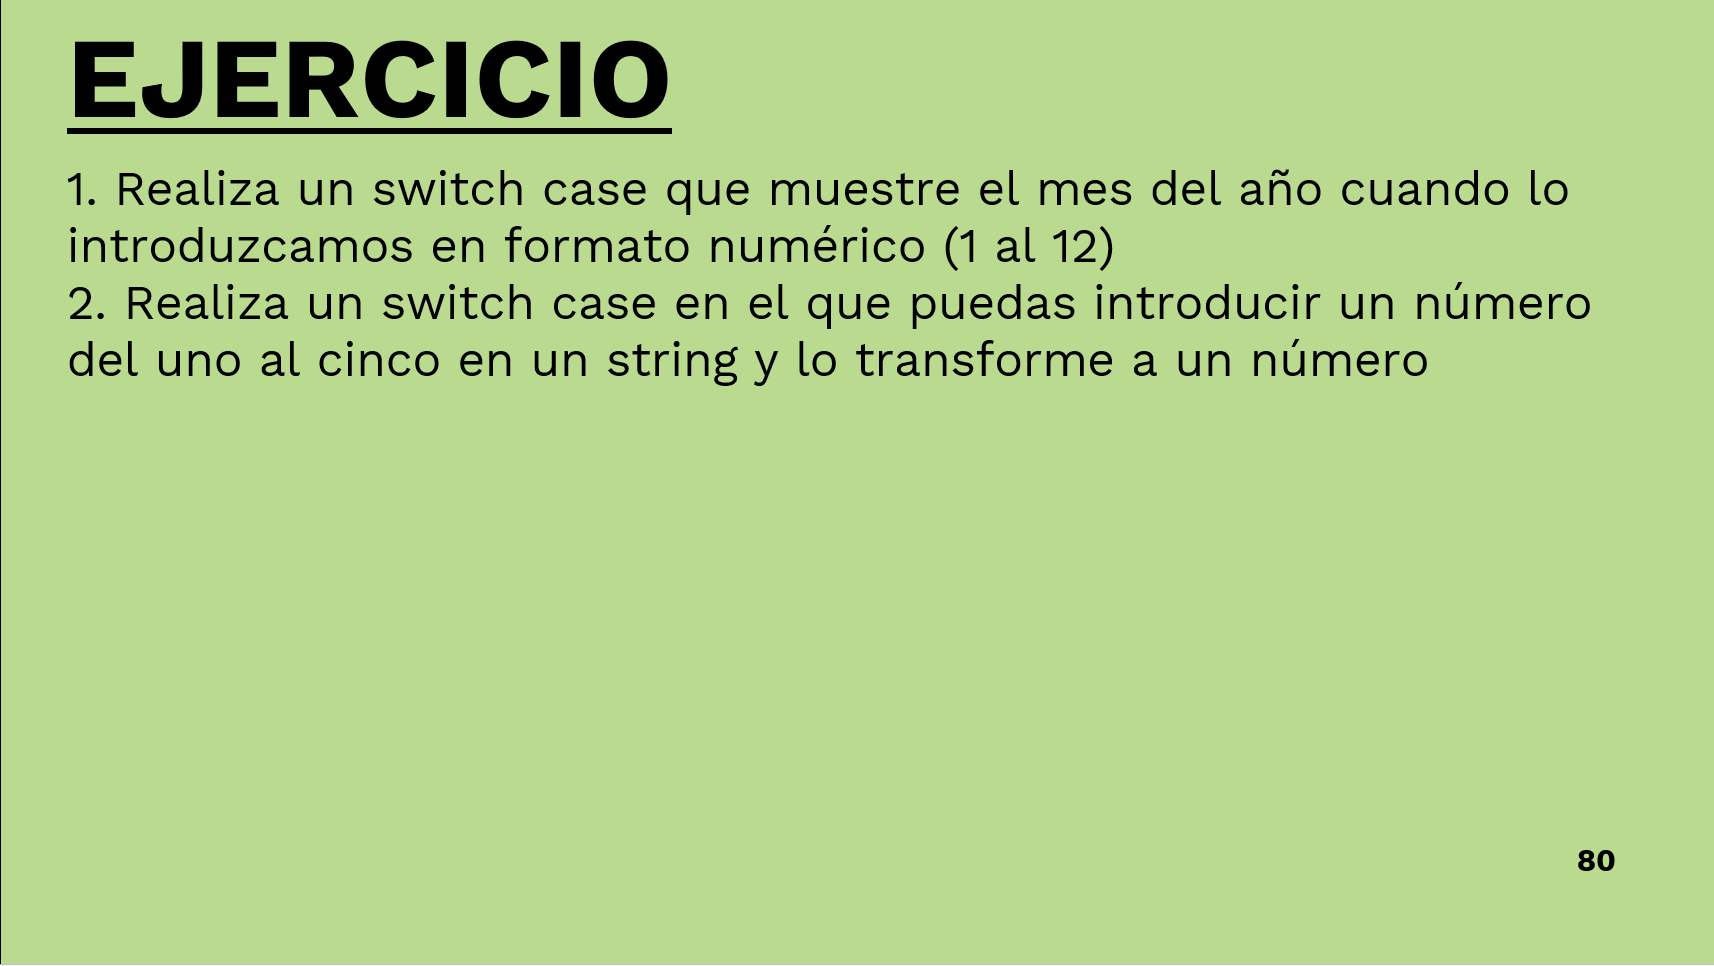 EJERCICIO
1. Realiza un switch case que muestre el mes del año cuando lo
introduzcamos en formato numérico (1 al 12)
2. Realiza un switch case en el que puedas introducir un número
del uno al cinco en un string y lo transforme a un número
80